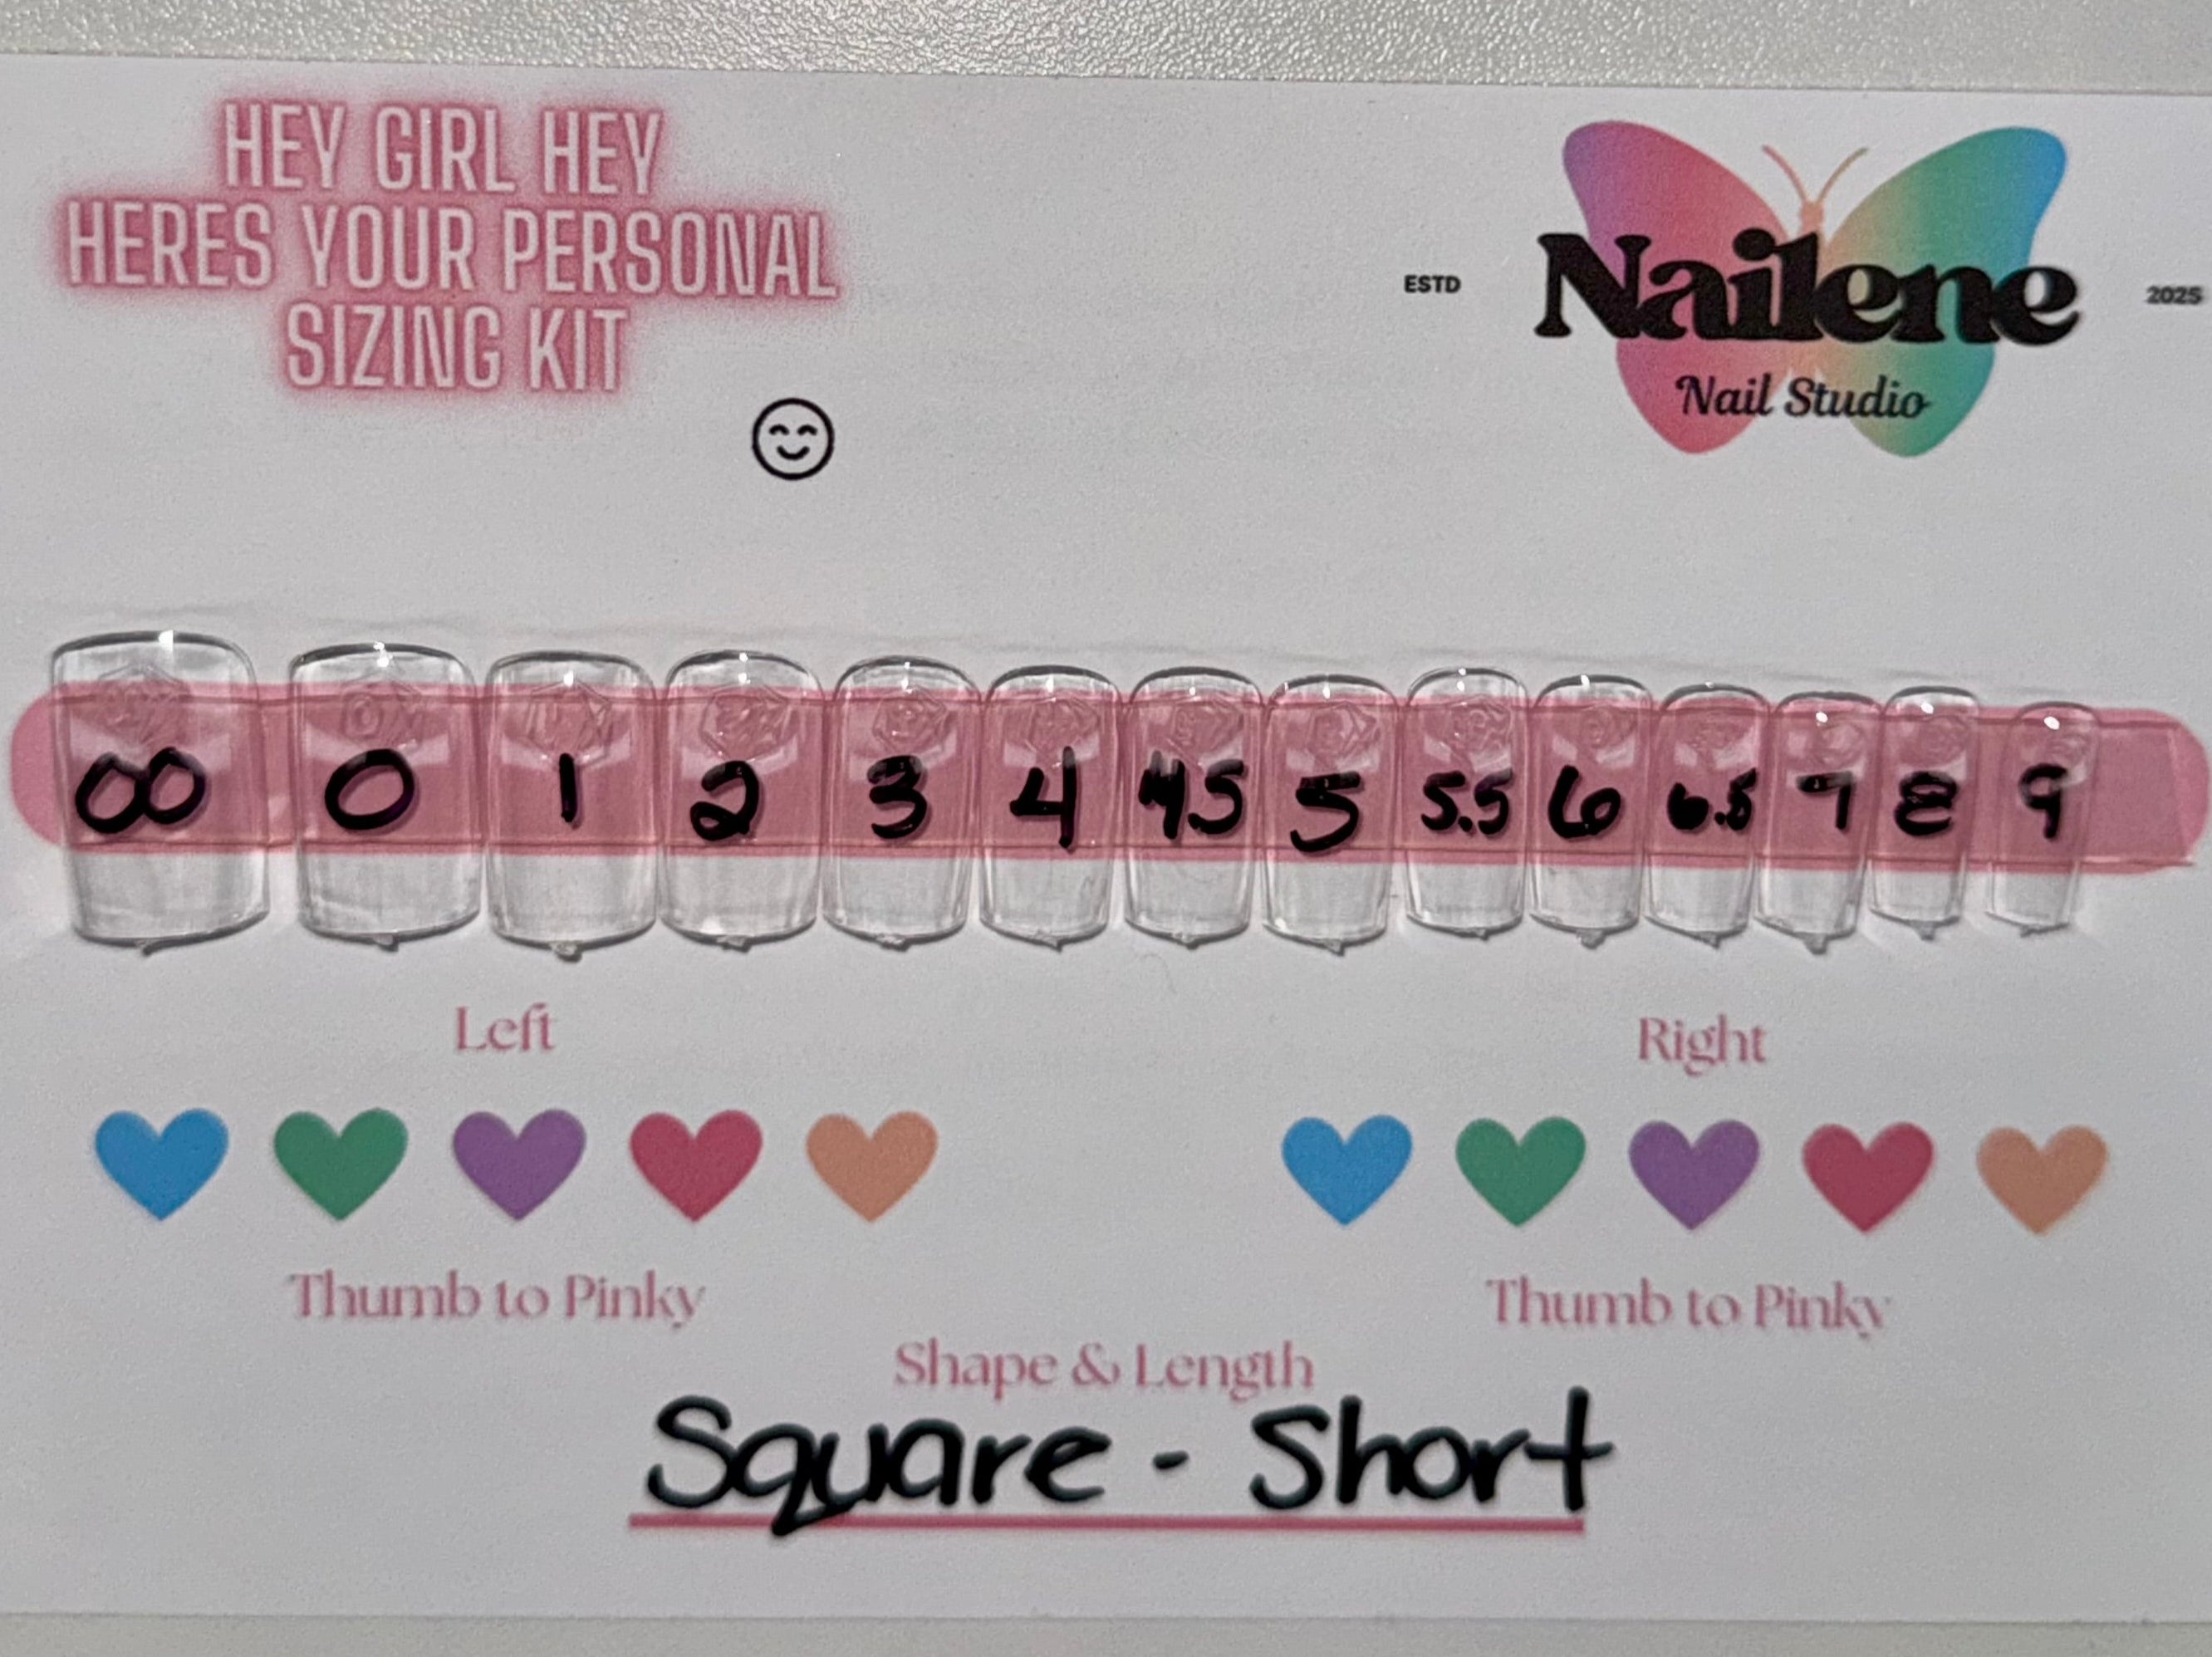 HEY GIRL HEY
HERES YOUR PERSONAL
SIZING KIT
ESTD Nailene 2025
Nail Studio
00 0 1 2 3 4 4.5 5 5.5 6 6.5 7 8 9
Left Right
Thumb to Pinky Thumb to Pinky
Shape & Length
Square - Short